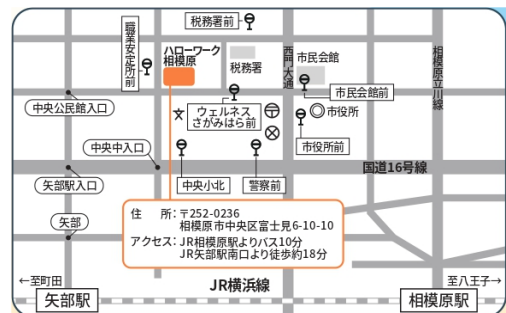 税務署前
職業安定所前
ハローワーク
相模原
税務署
西門大通
市民会館
相模原立川線
市民会館前
中央公民館入口
ウェルネス
さがみはら前
文
市役所
市役所前
中央中入口
国道16号線
矢部駅入口
中央小北
警察前
住 所：〒252-0236
相模原市中央区富士見6-10-10
アクセス：JR相模原駅よりバス10分
JR矢部駅南口より徒歩約18分
矢部
←至町田
JR横浜線
至八王子→
矢部駅
相模原駅